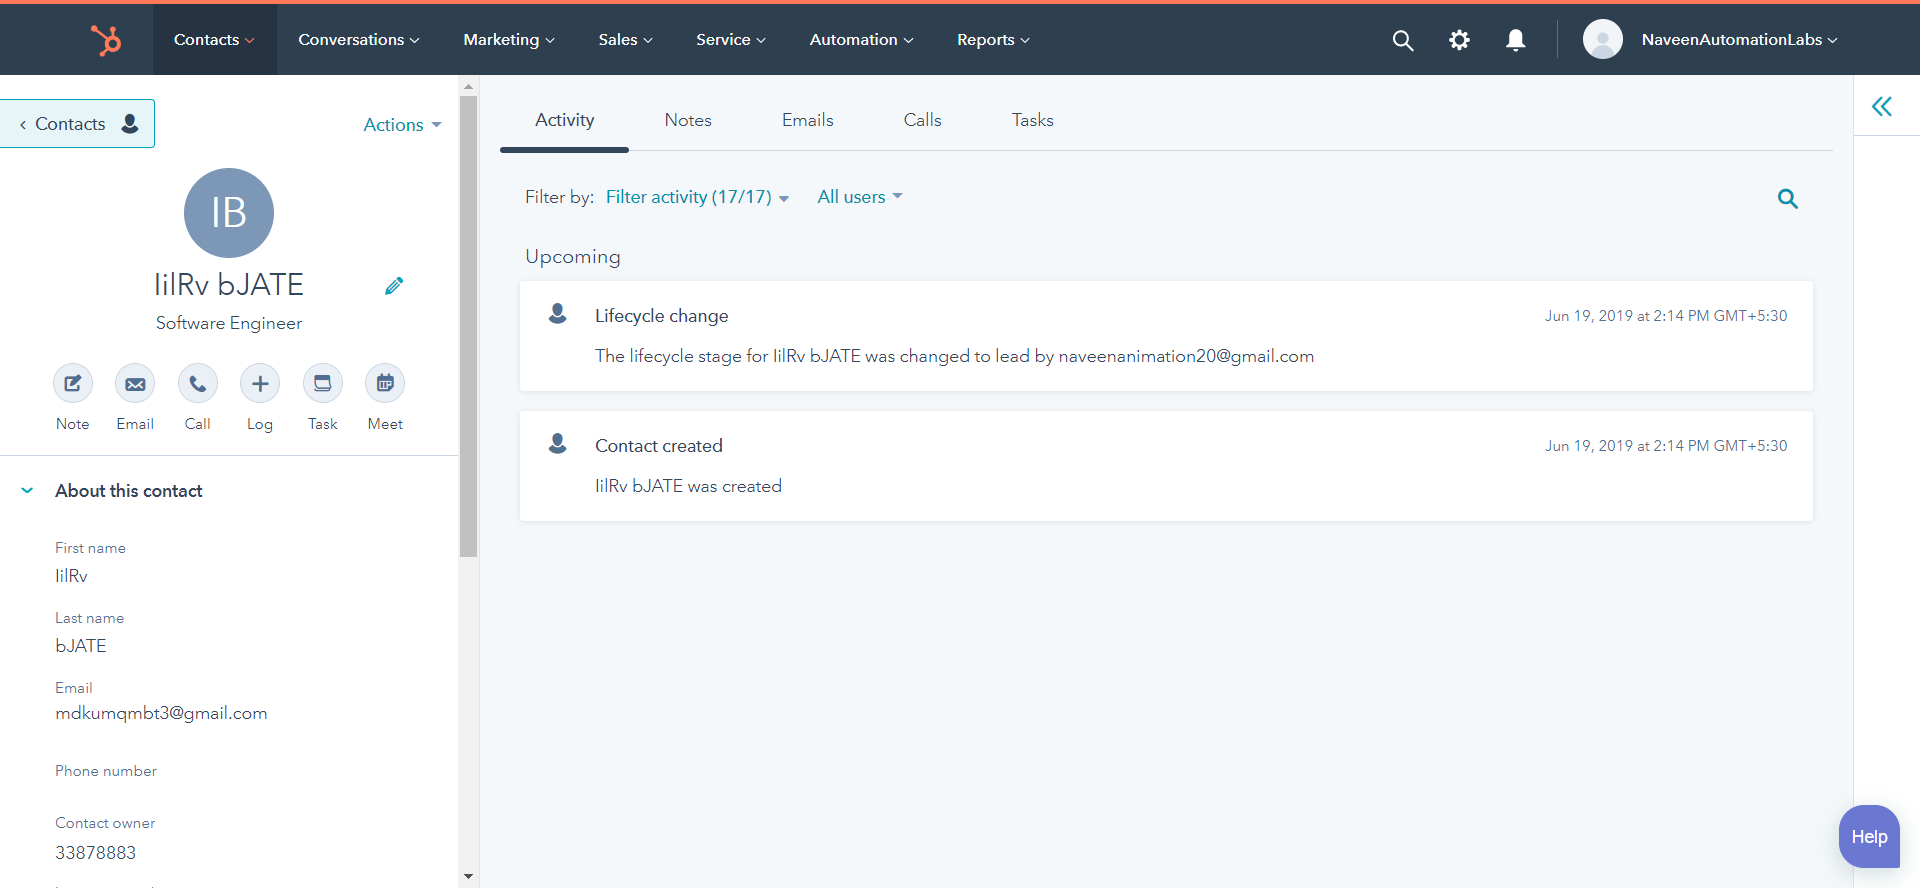 Contacts Conversations Marketing Sales Service Automation Reports NaveenAutomationLabs
Contacts
Actions
IB
IilRv bJATE
Software Engineer
Note Email Call Log Task Meet
About this contact
First name
IilRv
Last name
bJATE
Email
mdkumqmbt3@gmail.com
Phone number
Contact owner
33878883
Activity Notes Emails Calls Tasks
Filter by: Filter activity (17/17) All users
Upcoming
Lifecycle change Jun 19, 2019 at 2:14 PM GMT+5:30
The lifecycle stage for IilRv bJATE was changed to lead by naveenanimation20@gmail.com
Contact created Jun 19, 2019 at 2:14 PM GMT+5:30
IilRv bJATE was created
Help